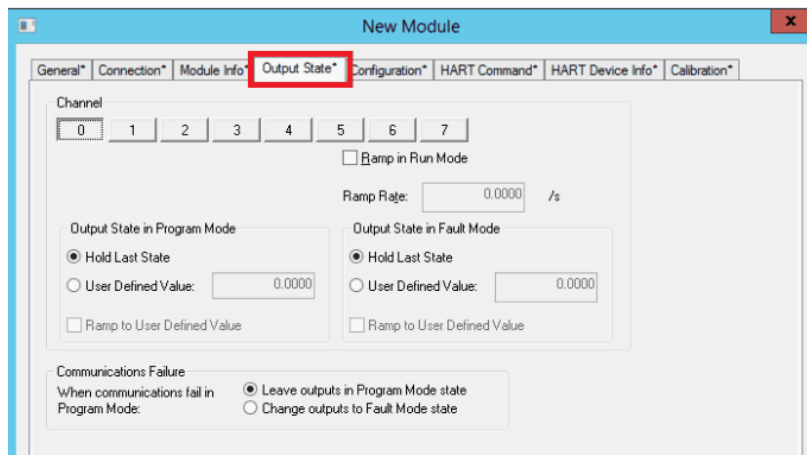 New Module
x
General* Connection* Module Info* Output State* Configuration* HART Command* HART Device Info* Calibration*
Channel
0 1 2 3 4 5 6 7
Ramp in Run Mode
Ramp Rate: 0.0000 /s
Output State in Program Mode Output State in Fault Mode
Hold Last State Hold Last State
User Defined Value: 0.0000 User Defined Value: 0.0000
Ramp to User Defined Value Ramp to User Defined Value
Communications Failure
When communications fail in Leave outputs in Program Mode state
Program Mode: Change outputs to Fault Mode state